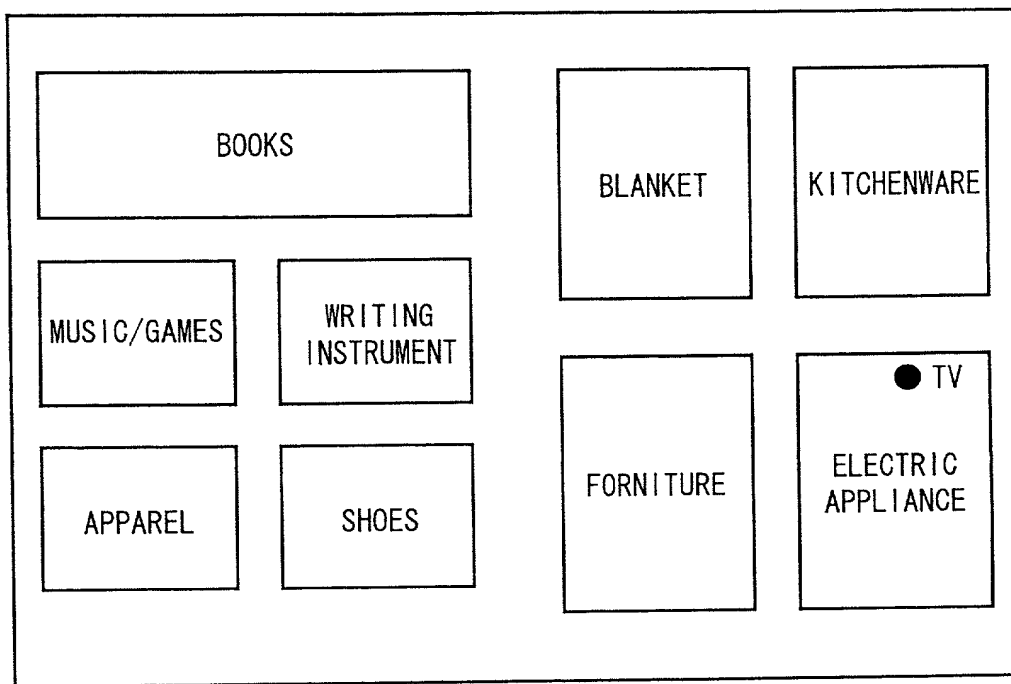 BOOKS
BLANKET
KITCHENWARE
MUSIC/GAMES
WRITING
INSTRUMENT
TV
FORNITURE
ELECTRIC
APPLIANCE
APPAREL
SHOES